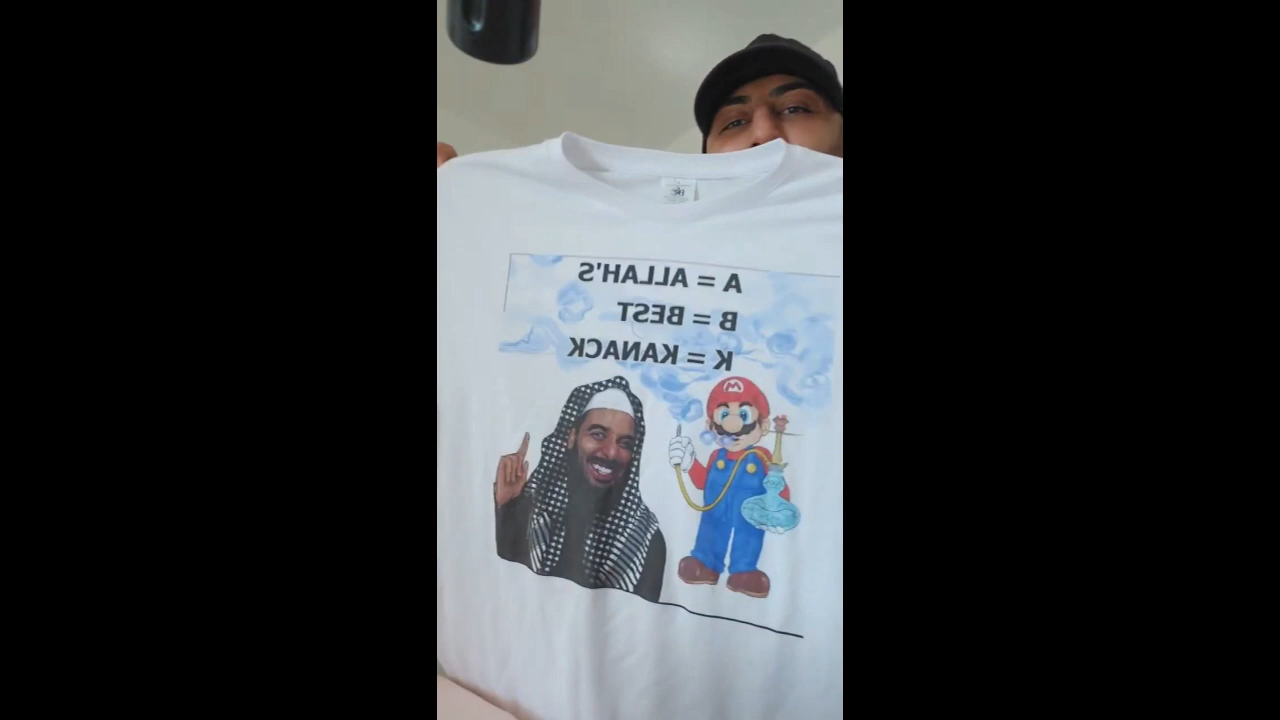 A = ALLAH'S
B = BEST
K = KANACK
M